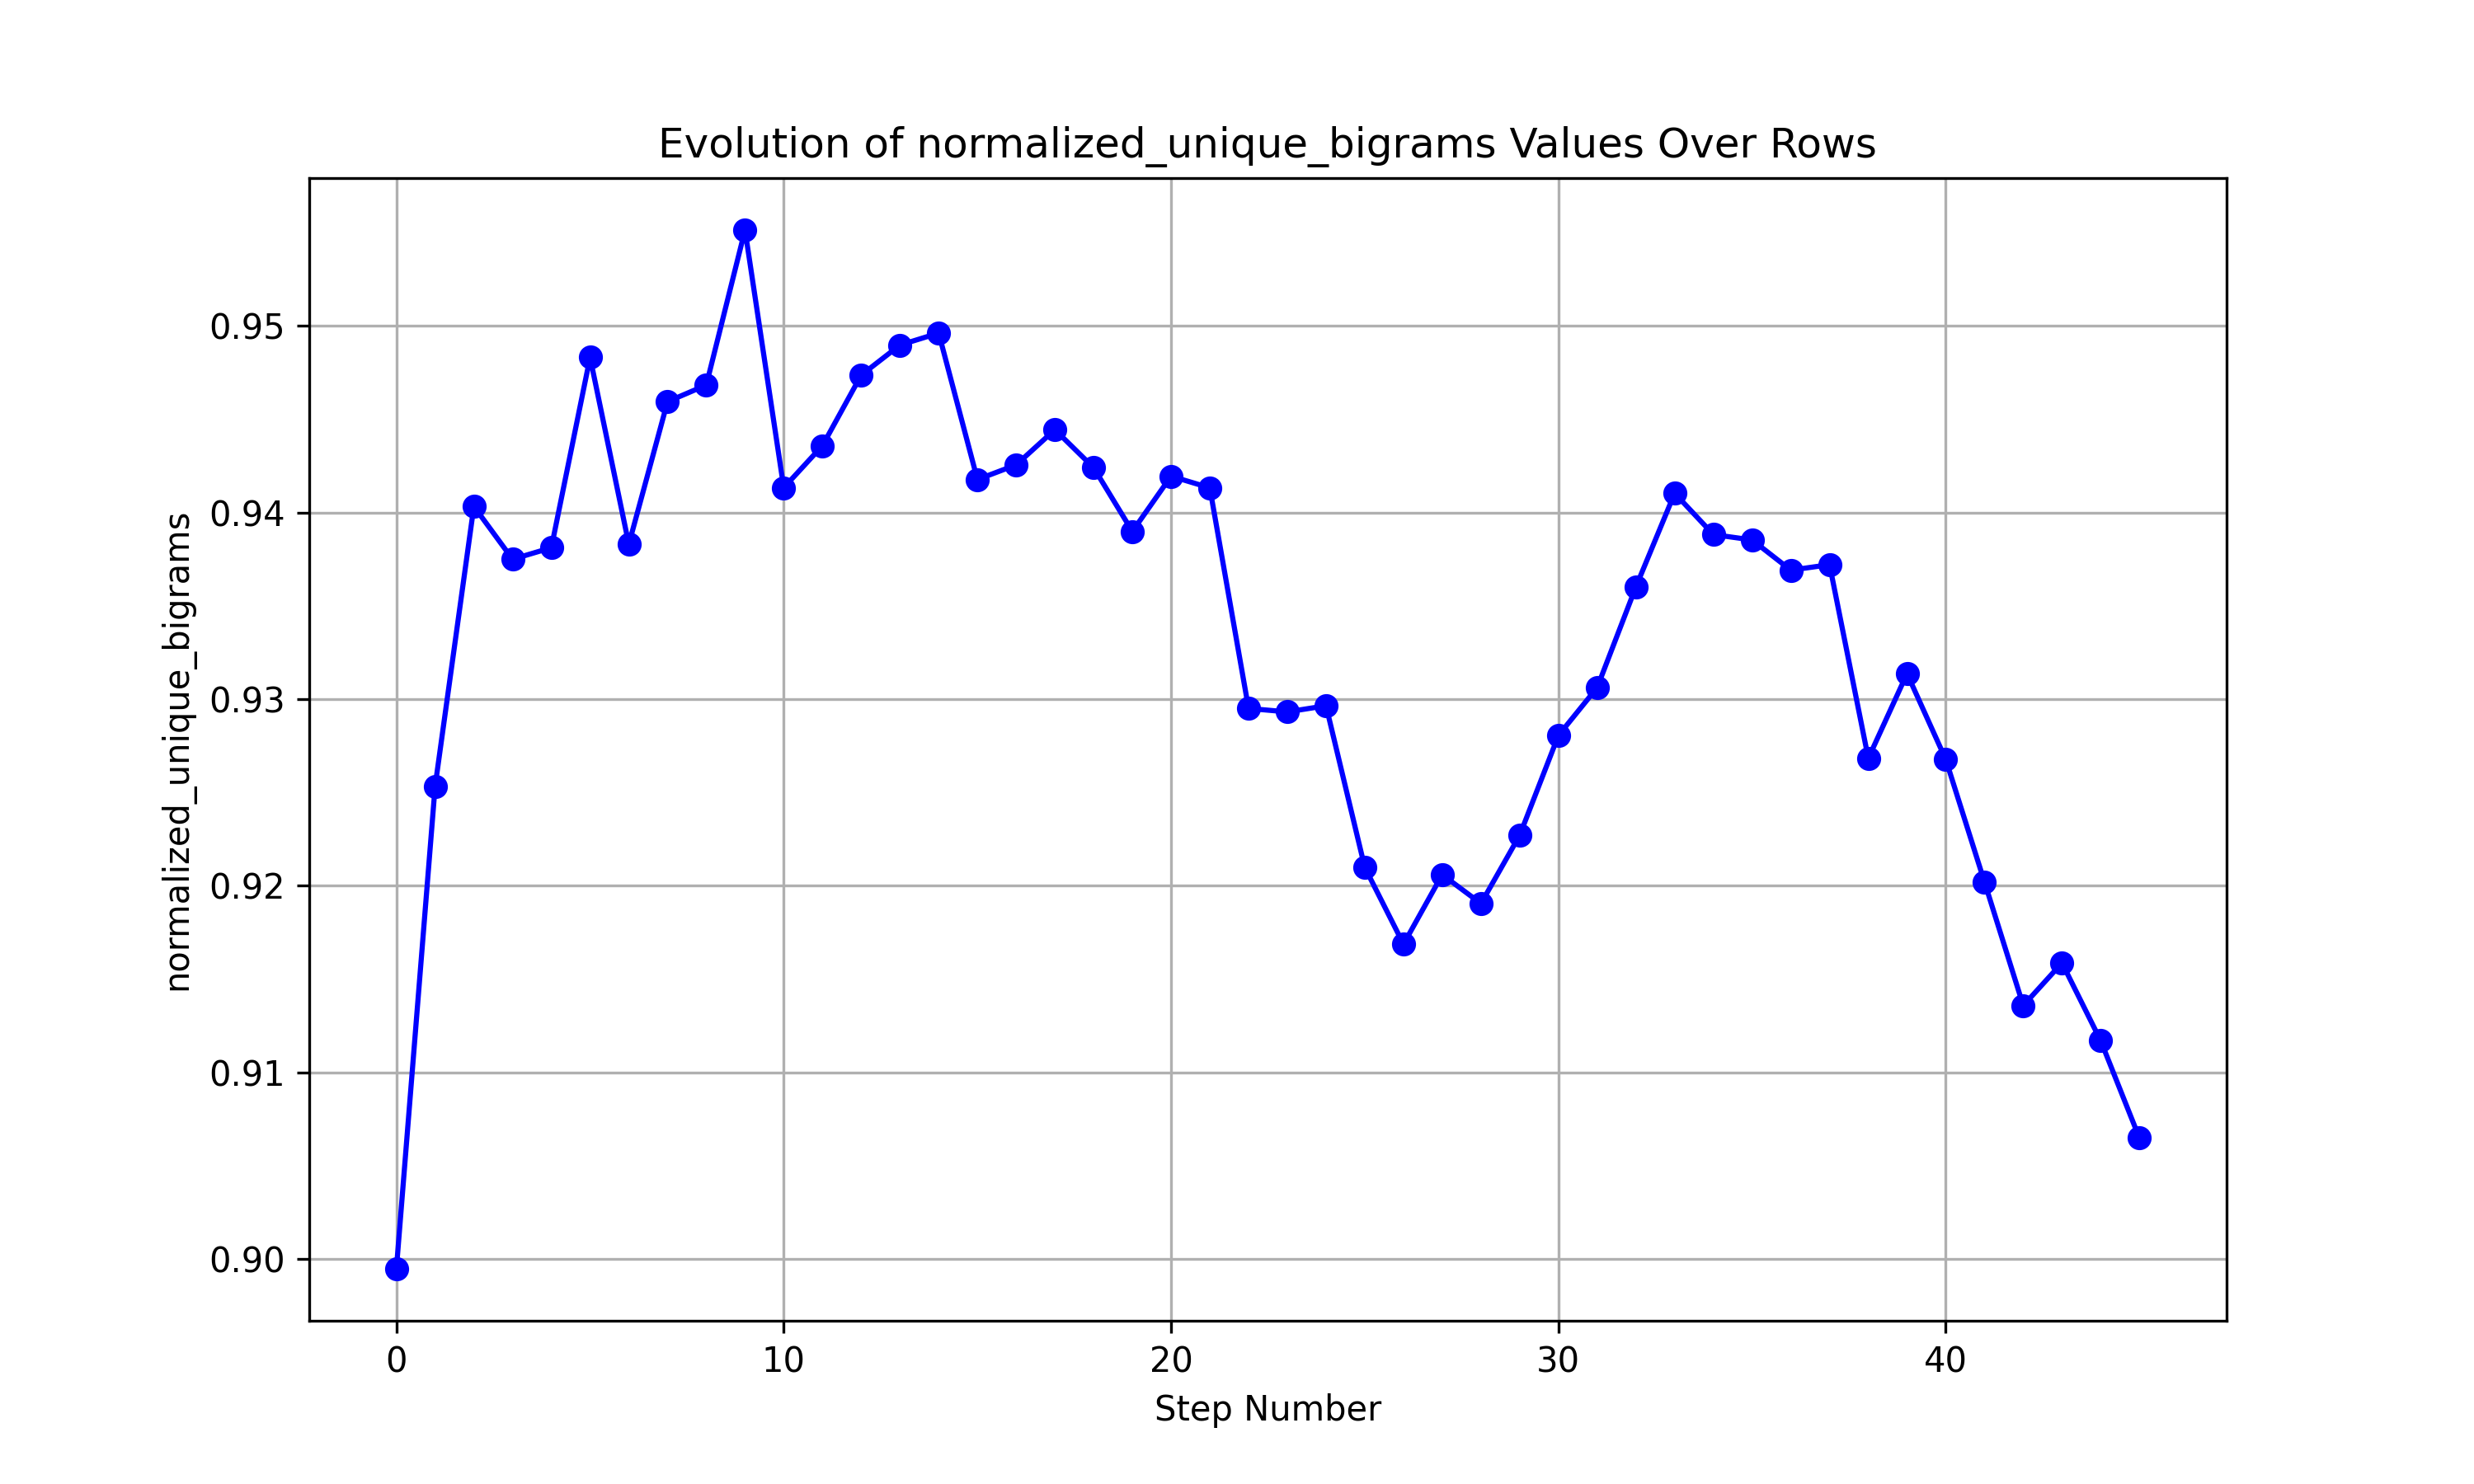 Evolution of normalized_unique_bigrams Values Over Rows
normalized_unique_bigrams
0.95
0.94
0.93
0.92
0.91
0.90
0 10 20 30 40
Step Number